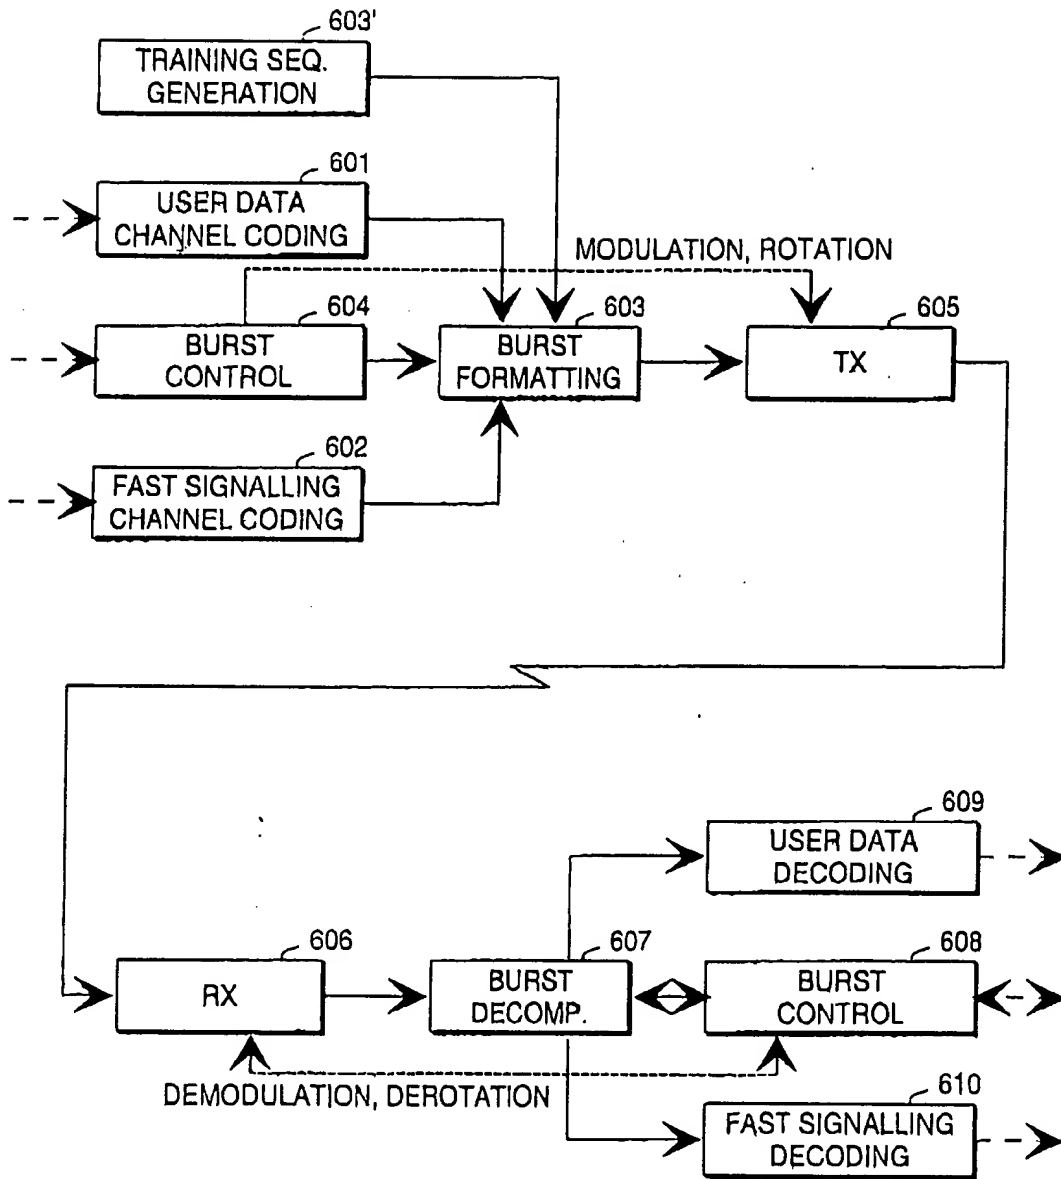 603'
TRAINING SEQ.
GENERATION
601
USER DATA
CHANNEL CODING
MODULATION, ROTATION
604
BURST
CONTROL
603
BURST
FORMATTING
605
TX
602
FAST SIGNALLING
CHANNEL CODING
609
USER DATA
DECODING
606
RX
607
BURST
DECOMP.
608
BURST
CONTROL
DEMODULATION, DEROTATION
610
FAST SIGNALLING
DECODING